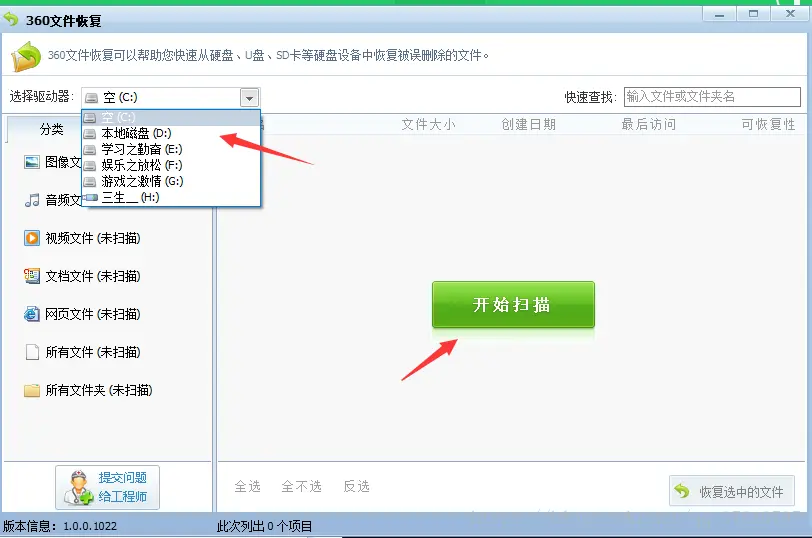 360文件恢复
360文件恢复可以帮助您快速从硬盘、U盘、SD卡等硬盘设备中恢复被误删除的文件。
选择驱动器: 空 (C:) 快速查找: 输入文件或文件夹名
空 (C:)
本地磁盘 (D:)
学习之勤奋 (E:)
娱乐之放松 (F:)
游戏之激情 (G:)
三生__ (H:)
分类 文件大小 创建日期 最后访问 可恢复性
图像文
音频文
视频文件 (未扫描)
文档文件 (未扫描)
网页文件 (未扫描)
所有文件 (未扫描)
所有文件夹 (未扫描)
开始扫描
提交问题
给工程师
全选 全不选 反选 恢复选中的文件
版本信息: 1.0.0.1022 此次列出 0 个项目